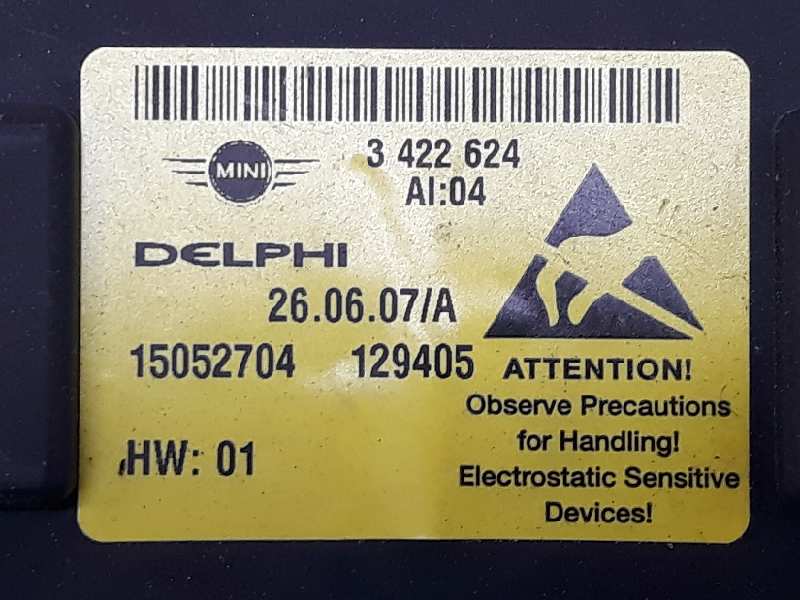 MINI
3 422 624
AI:04
DELPHI
26.06.07/A
15052704 129405
HW: 01
ATTENTION!
Observe Precautions
for Handling!
Electrostatic Sensitive
Devices!